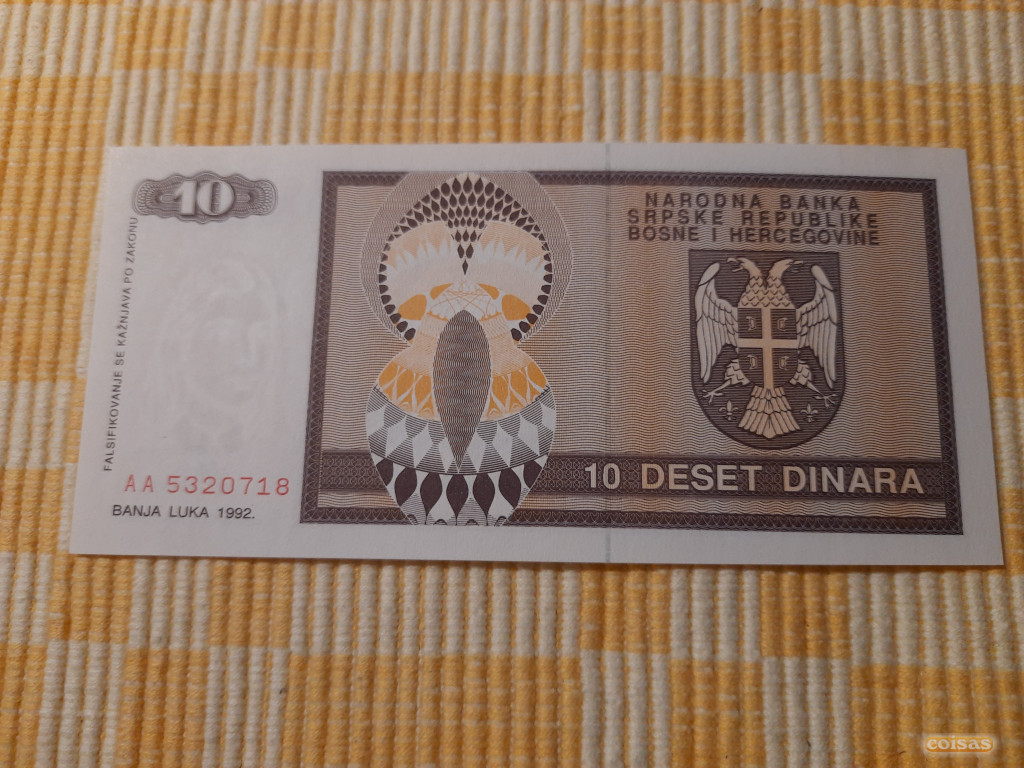 10
FALSIFIKOVANJE SE KAŽNJAVA PO ZAKONU
NARODNA BANKA
SRPSKE REPUBLIKE
BOSNE I HERCEGOVINE
10 DESET DINARA
AA 5320718
BANJA LUKA 1992.
coisas